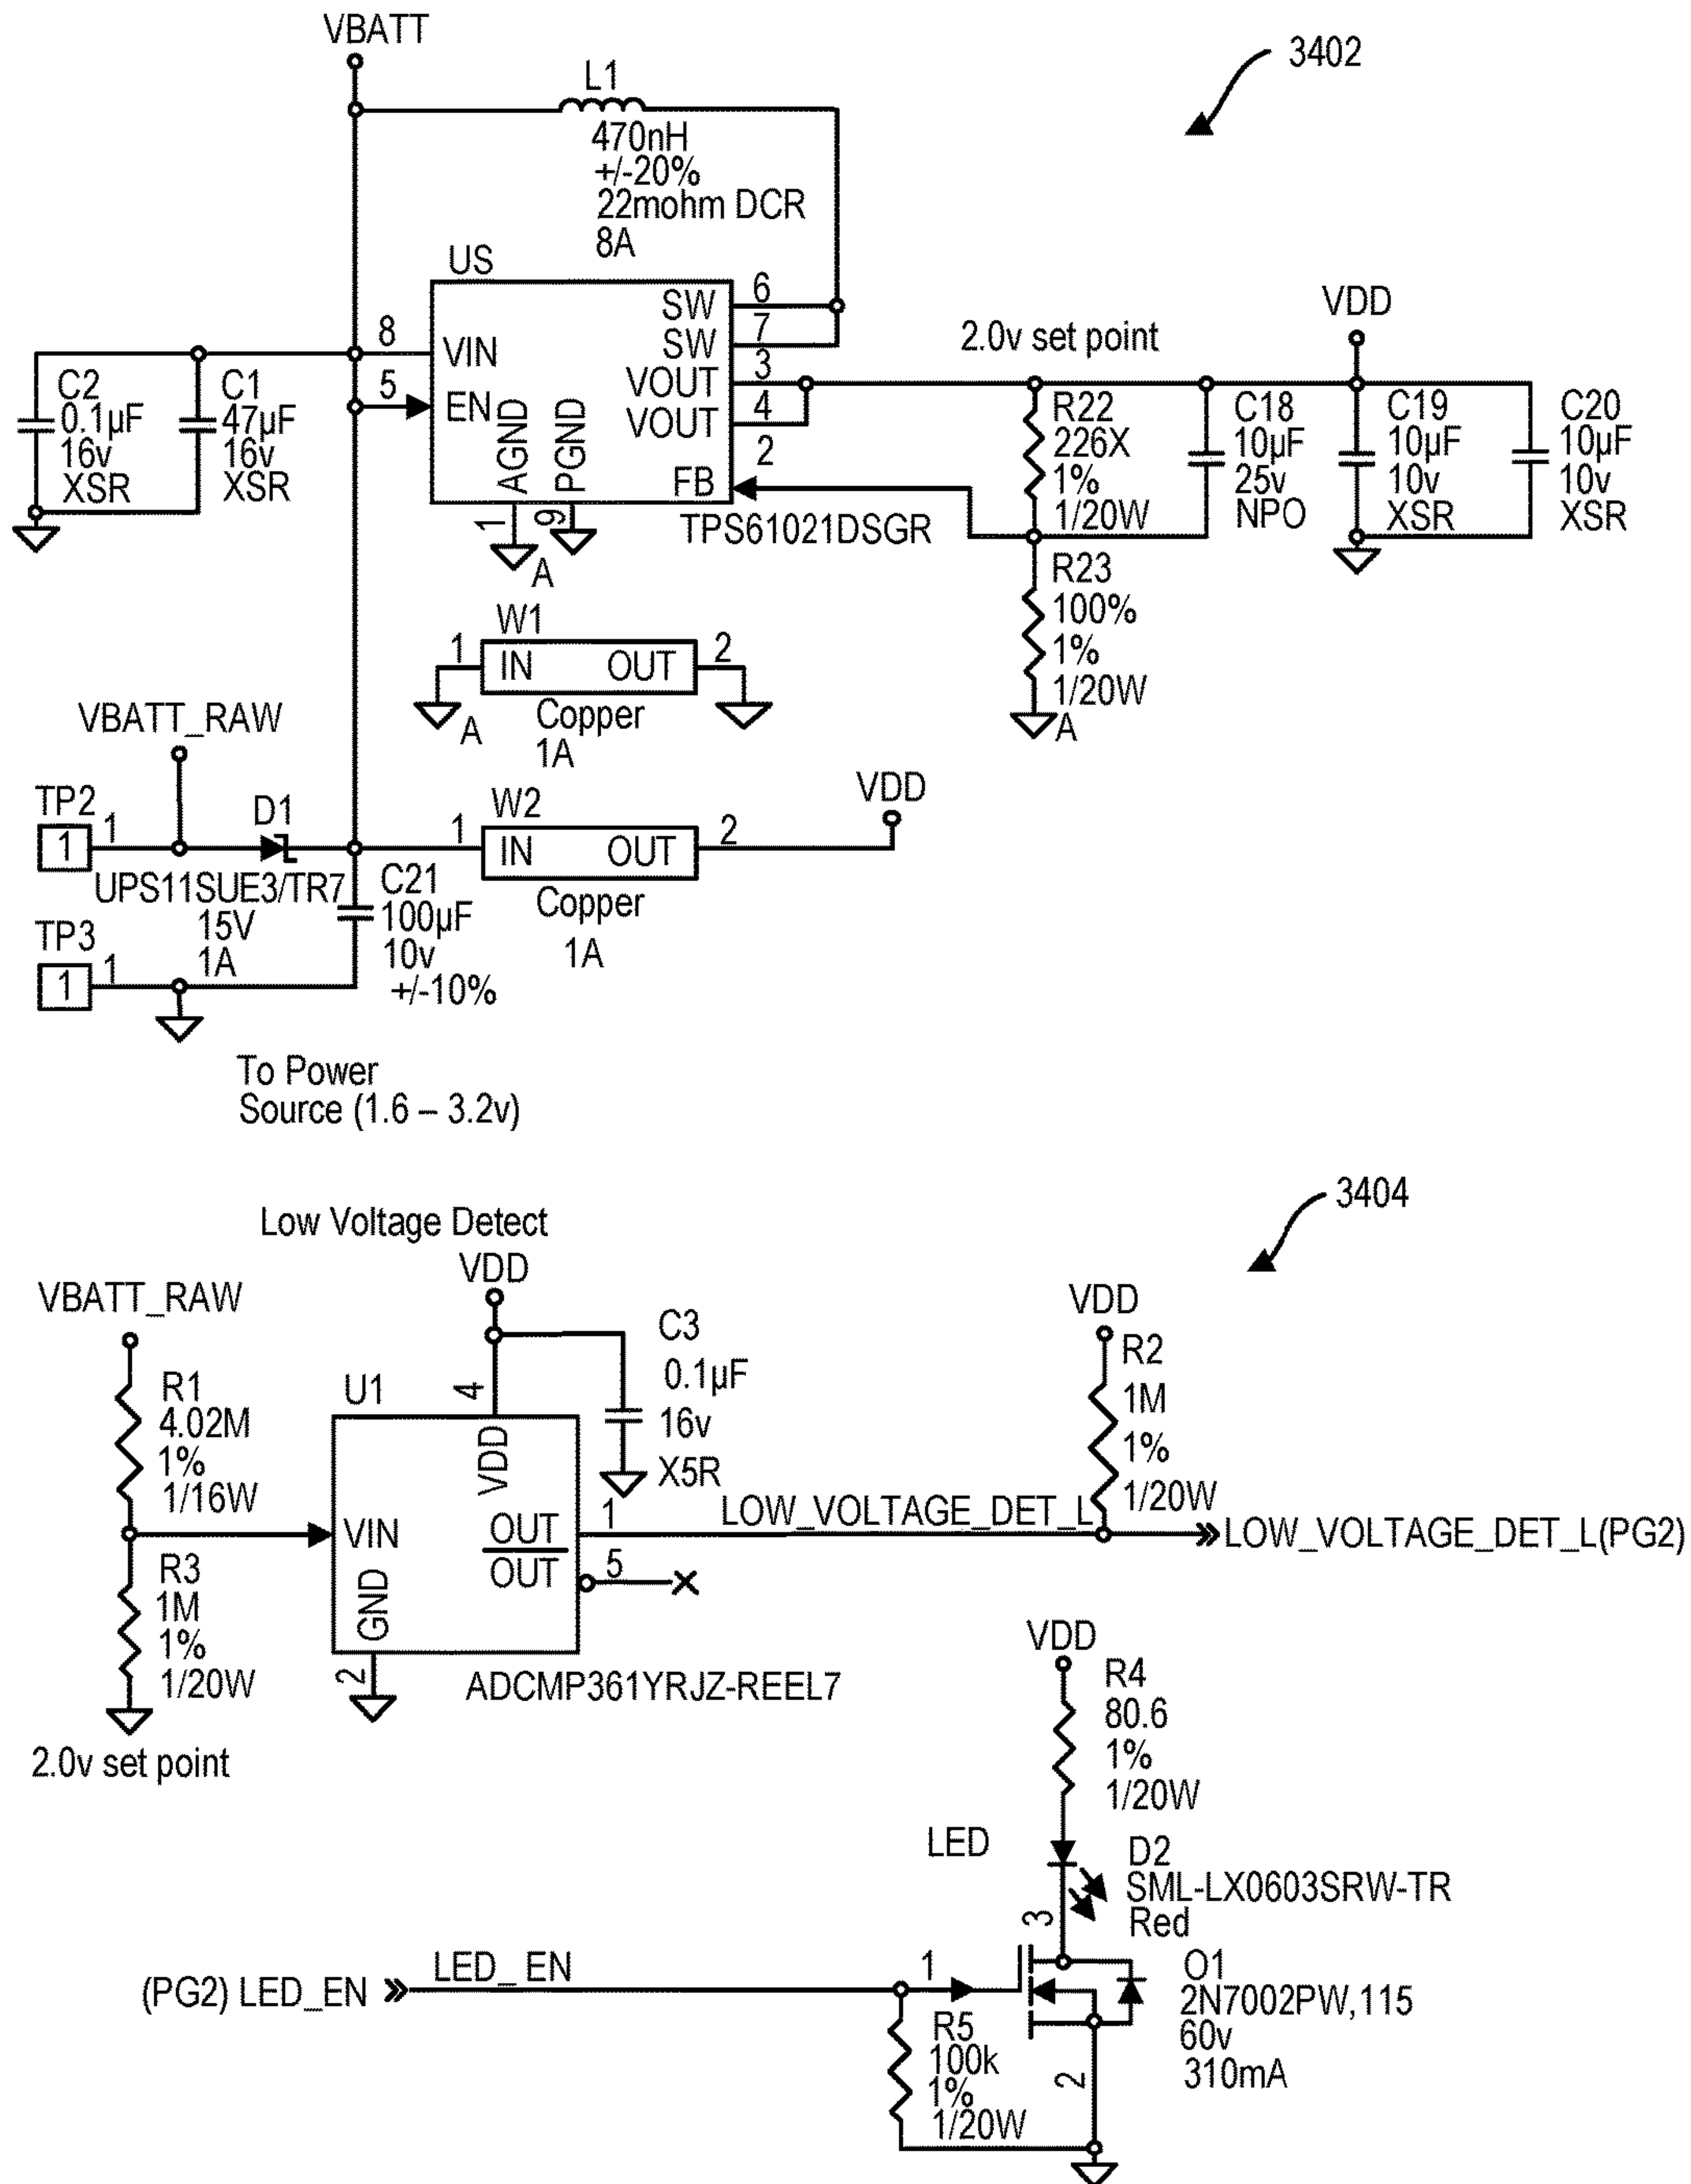 VBATT
3402
L1
470nH
+/-20%
22mohm DCR
8A
US
VIN
EN
AGND
PGND
SW
SW
VOUT
VOUT
FB
8
5
6
7
3
4
2
1
9
A
TPS61021DSGR
C2
0.1µF
16v
XSR
C1
47µF
16v
XSR
2.0v set point
VDD
R22
226X
1%
1/20W
C18
10µF
25v
NPO
C19
10µF
10v
XSR
C20
10µF
10v
XSR
R23
100%
1%
1/20W
A
W1
1
IN OUT
2
A
Copper
1A
VBATT_RAW
TP2
1
1
D1
UPS11SUE3/TR7
15V
1A
W2
1
IN OUT
2
VDD
Copper
1A
C21
100µF
10v
+/-10%
TP3
1
1
To Power
Source (1.6 – 3.2v)
3404
Low Voltage Detect
VDD
VBATT_RAW
R1
4.02M
1%
1/16W
R3
1M
1%
1/20W
2.0v set point
U1
4
VDD
VIN
OUT
OUT
GND
1
5
2
ADCMP361YRJZ-REEL7
C3
0.1µF
16v
X5R
VDD
R2
1M
1%
1/20W
LOW_VOLTAGE_DET_L
LOW_VOLTAGE_DET_L(PG2)
VDD
R4
80.6
1%
1/20W
LED
D2
SML-LX0603SRW-TR
Red
3
(PG2) LED_EN
LED_ EN
1
O1
2N7002PW,115
60v
310mA
2
R5
100k
1%
1/20W